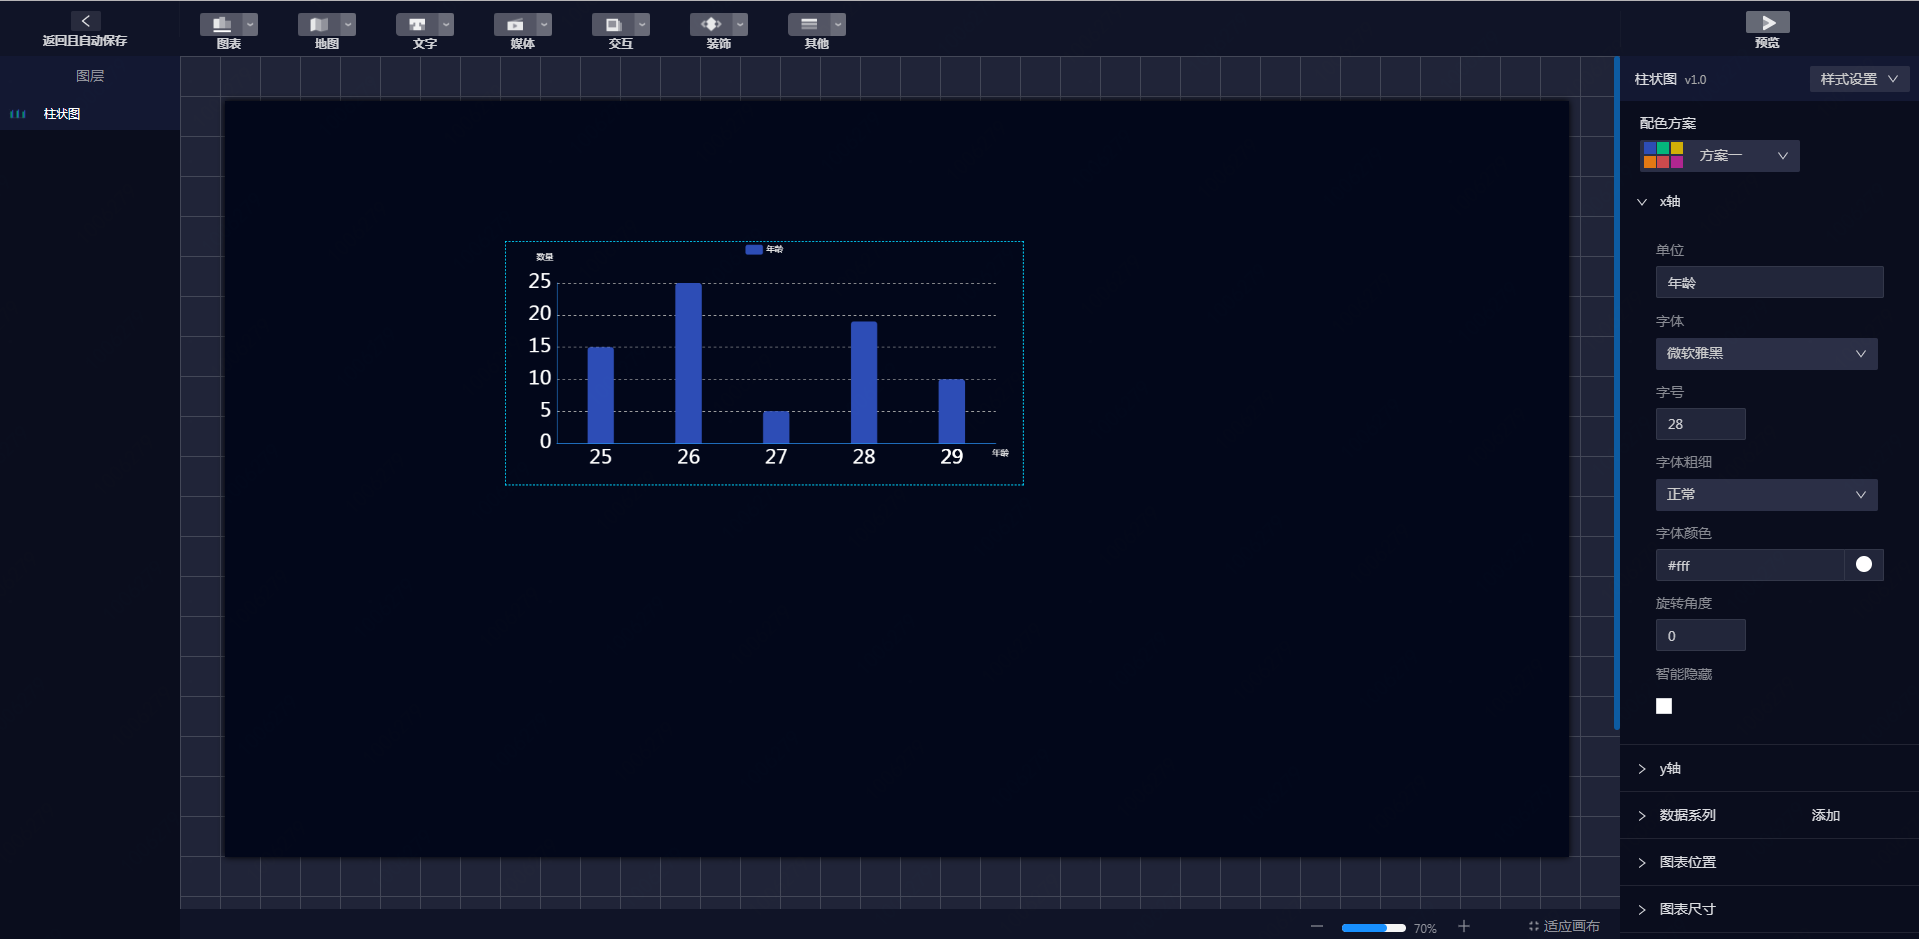 返回且自动保存
图表
地图
文字
媒体
交互
装饰
其他
预览
图层
柱状图
柱状图 v1.0
样式设置
配色方案
方案一
x轴
单位
年龄
字体
微软雅黑
字号
28
字体粗细
正常
字体颜色
#fff
旋转角度
0
智能隐藏
y轴
数据系列 添加
图表位置
图表尺寸
数量
年龄
25
20
15
10
5
0
25 26 27 28 29 年龄
70%
适应画布